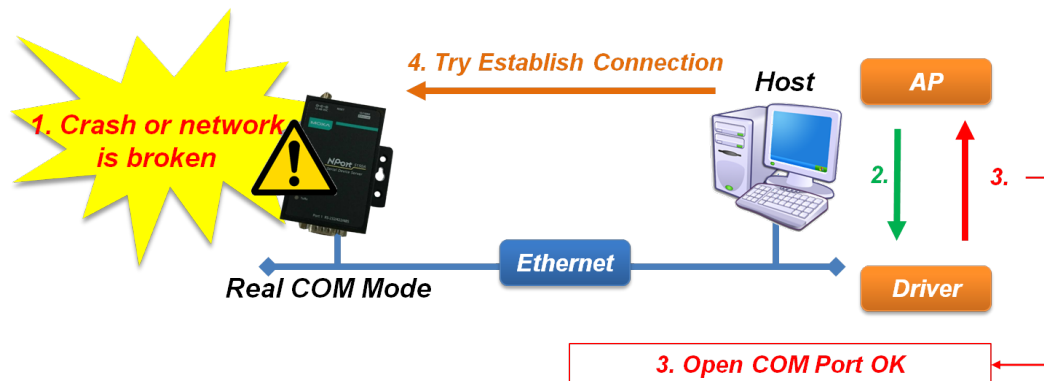 4. Try Establish Connection
Host
AP
1. Crash or network
is broken
NPort
2.
3.
Ethernet
Real COM Mode
Driver
3. Open COM Port OK